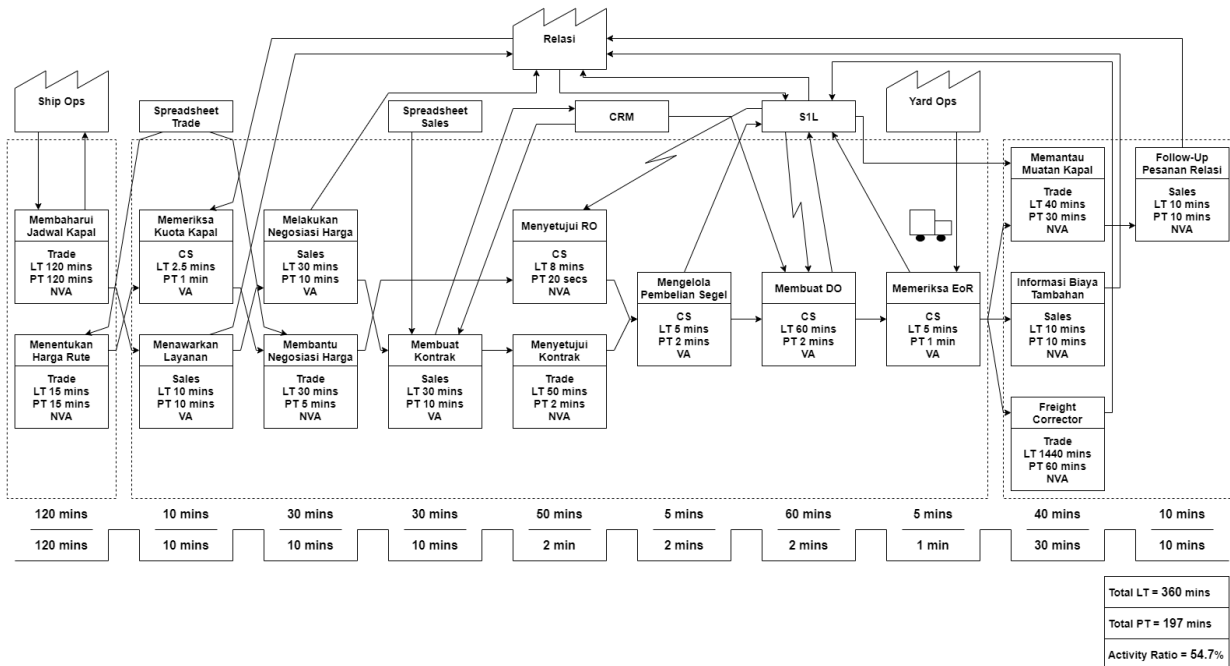 Relasi
Ship Ops
Spreadsheet
Trade
Spreadsheet
Sales
CRM
S1L
Yard Ops
Membaharui
Jadwal Kapal
Trade
LT 120 mins
PT 120 mins
NVA
Memeriksa
Kuota Kapal
CS
LT 2.5 mins
PT 1 min
VA
Melakukan
Negosiasi Harga
Sales
LT 30 mins
PT 10 mins
VA
Menyetujui RO
CS
LT 8 mins
PT 20 secs
NVA
Memantau
Muatan Kapal
Trade
LT 40 mins
PT 30 mins
NVA
Follow-Up
Pesanan Relasi
Sales
LT 10 mins
PT 10 mins
NVA
Mengelola
Pembelian Segel
CS
LT 5 mins
PT 2 mins
VA
Membuat DO
CS
LT 60 mins
PT 2 mins
VA
Memeriksa EoR
CS
LT 5 mins
PT 1 min
VA
Informasi Biaya
Tambahan
Sales
LT 10 mins
PT 10 mins
NVA
Menentukan
Harga Rute
Trade
LT 15 mins
PT 15 mins
NVA
Menawarkan
Layanan
Sales
LT 10 mins
PT 10 mins
VA
Membantu
Negosiasi Harga
Trade
LT 30 mins
PT 5 mins
NVA
Membuat
Kontrak
Sales
LT 30 mins
PT 10 mins
VA
Menyetujui
Kontrak
Trade
LT 50 mins
PT 2 mins
NVA
Freight
Corrector
Trade
LT 1440 mins
PT 60 mins
NVA
120 mins
10 mins
30 mins
30 mins
50 mins
5 mins
60 mins
5 mins
40 mins
10 mins
120 mins
10 mins
10 mins
10 mins
2 min
2 mins
2 mins
1 min
30 mins
10 mins
Total LT = 360 mins
Total PT = 197 mins
Activity Ratio = 54.7%